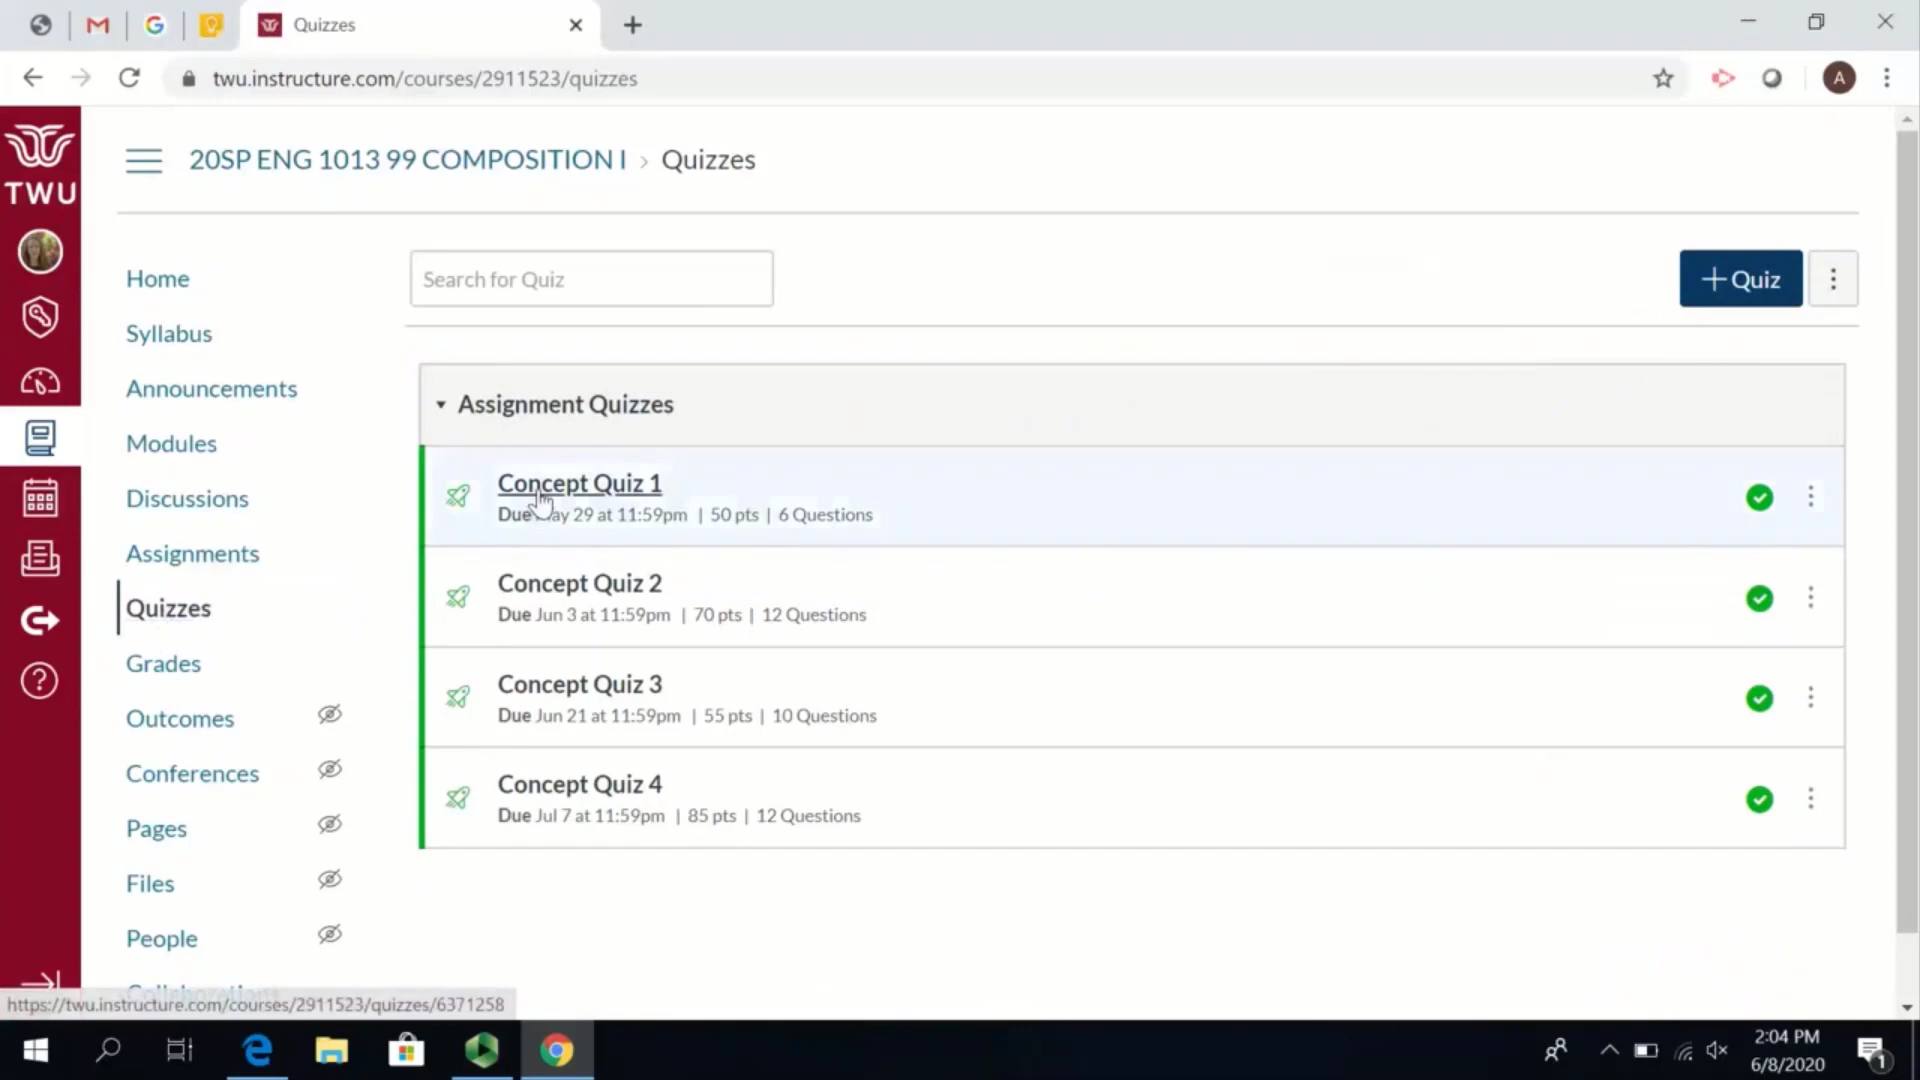 Quizzes
twu.instructure.com/courses/2911523/quizzes
A
TWU
20SP ENG 1013 99 COMPOSITION I › Quizzes
Home
Syllabus
Announcements
Modules
Discussions
Assignments
Quizzes
Grades
Outcomes
Conferences
Pages
Files
People
Collaborations
Search for Quiz
+ Quiz
Assignment Quizzes
Concept Quiz 1
Due May 29 at 11:59pm | 50 pts | 6 Questions
Concept Quiz 2
Due Jun 3 at 11:59pm | 70 pts | 12 Questions
Concept Quiz 3
Due Jun 21 at 11:59pm | 55 pts | 10 Questions
Concept Quiz 4
Due Jul 7 at 11:59pm | 85 pts | 12 Questions
https://twu.instructure.com/courses/2911523/quizzes/6371258
2:04 PM
6/8/2020
1